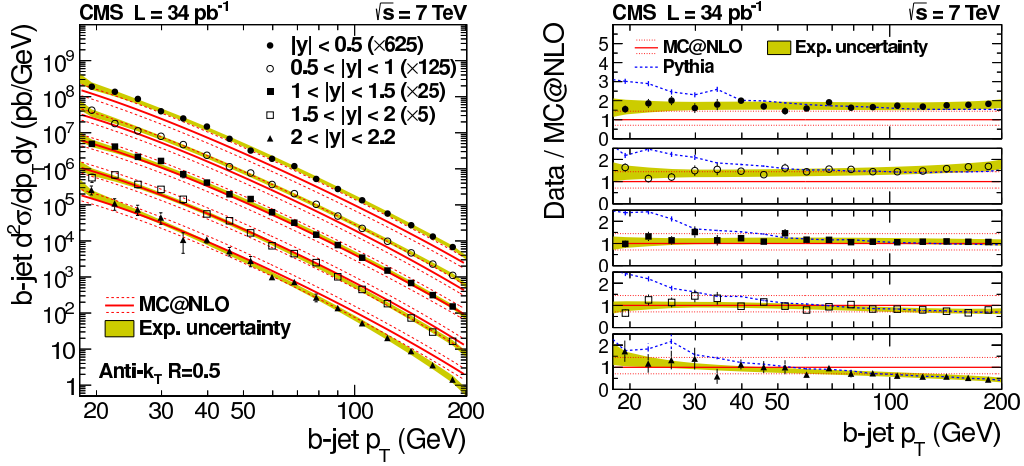 CMS L = 34 pb⁻¹ √s = 7 TeV
b-jet d²σ/dp_T dy (pb/GeV)
10⁹
10⁸
10⁷
10⁶
10⁵
10⁴
10³
10²
10
1
|y| < 0.5 (×625)
0.5 < |y| < 1 (×125)
1 < |y| < 1.5 (×25)
1.5 < |y| < 2 (×5)
2 < |y| < 2.2
MC@NLO
Exp. uncertainty
Anti-k_T R=0.5
20 30 40 50 100 200
b-jet p_T (GeV)
CMS L = 34 pb⁻¹ √s = 7 TeV
Data / MC@NLO
MC@NLO Exp. uncertainty
Pythia
5
4
3
2
1
0
2
1
0
2
1
0
2
1
0
2
1
0
20 30 40 50 100 200
b-jet p_T (GeV)